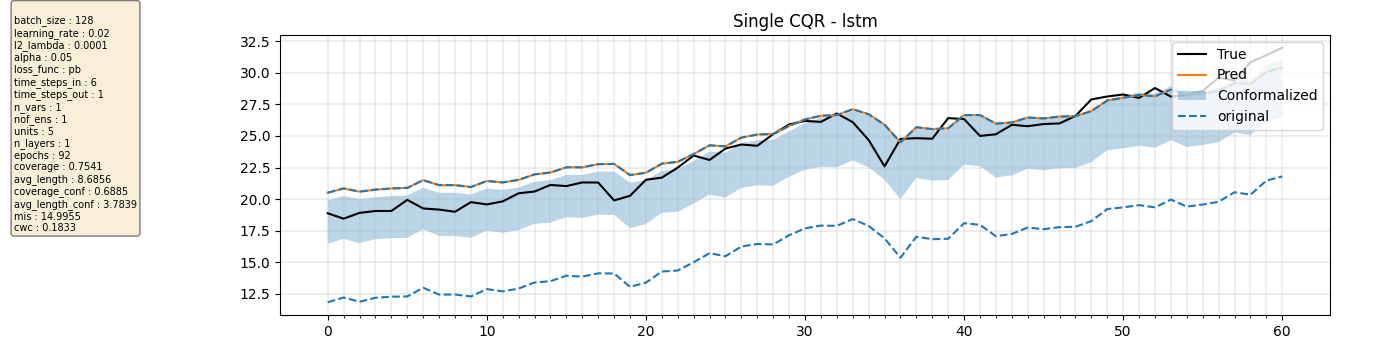 batch_size : 128
learning_rate : 0.02
l2_lambda : 0.0001
alpha : 0.05
loss_func : pb
time_steps_in : 6
time_steps_out : 1
n_vars : 1
nof_ens : 1
units : 5
n_layers : 1
epochs : 92
coverage : 0.7541
avg_length : 8.6856
coverage_conf : 0.6885
avg_length_conf : 3.7839
mis : 14.9955
cwc : 0.1833
Single CQR - lstm
32.5
30.0
27.5
25.0
22.5
20.0
17.5
15.0
12.5
0 10 20 30 40 50 60
True
Pred
Conformalized
original